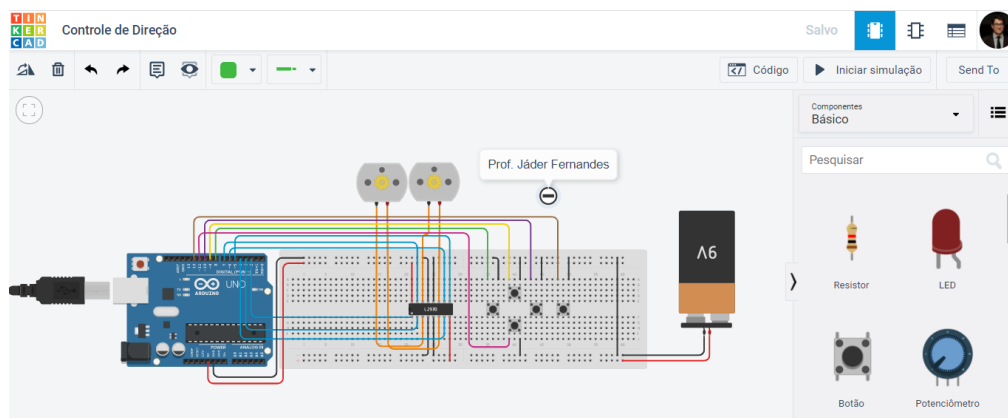 TIN
KER
CAD
Controle de Direção
Salvo
Código
Iniciar simulação
Send To
Componentes
Básico
Pesquisar
Prof. Jáder Fernandes
9V
DIGITAL (PWM~)
UNO
ARDUINO
POWER
ANALOG IN
L293D
Resistor
LED
Botão
Potenciômetro